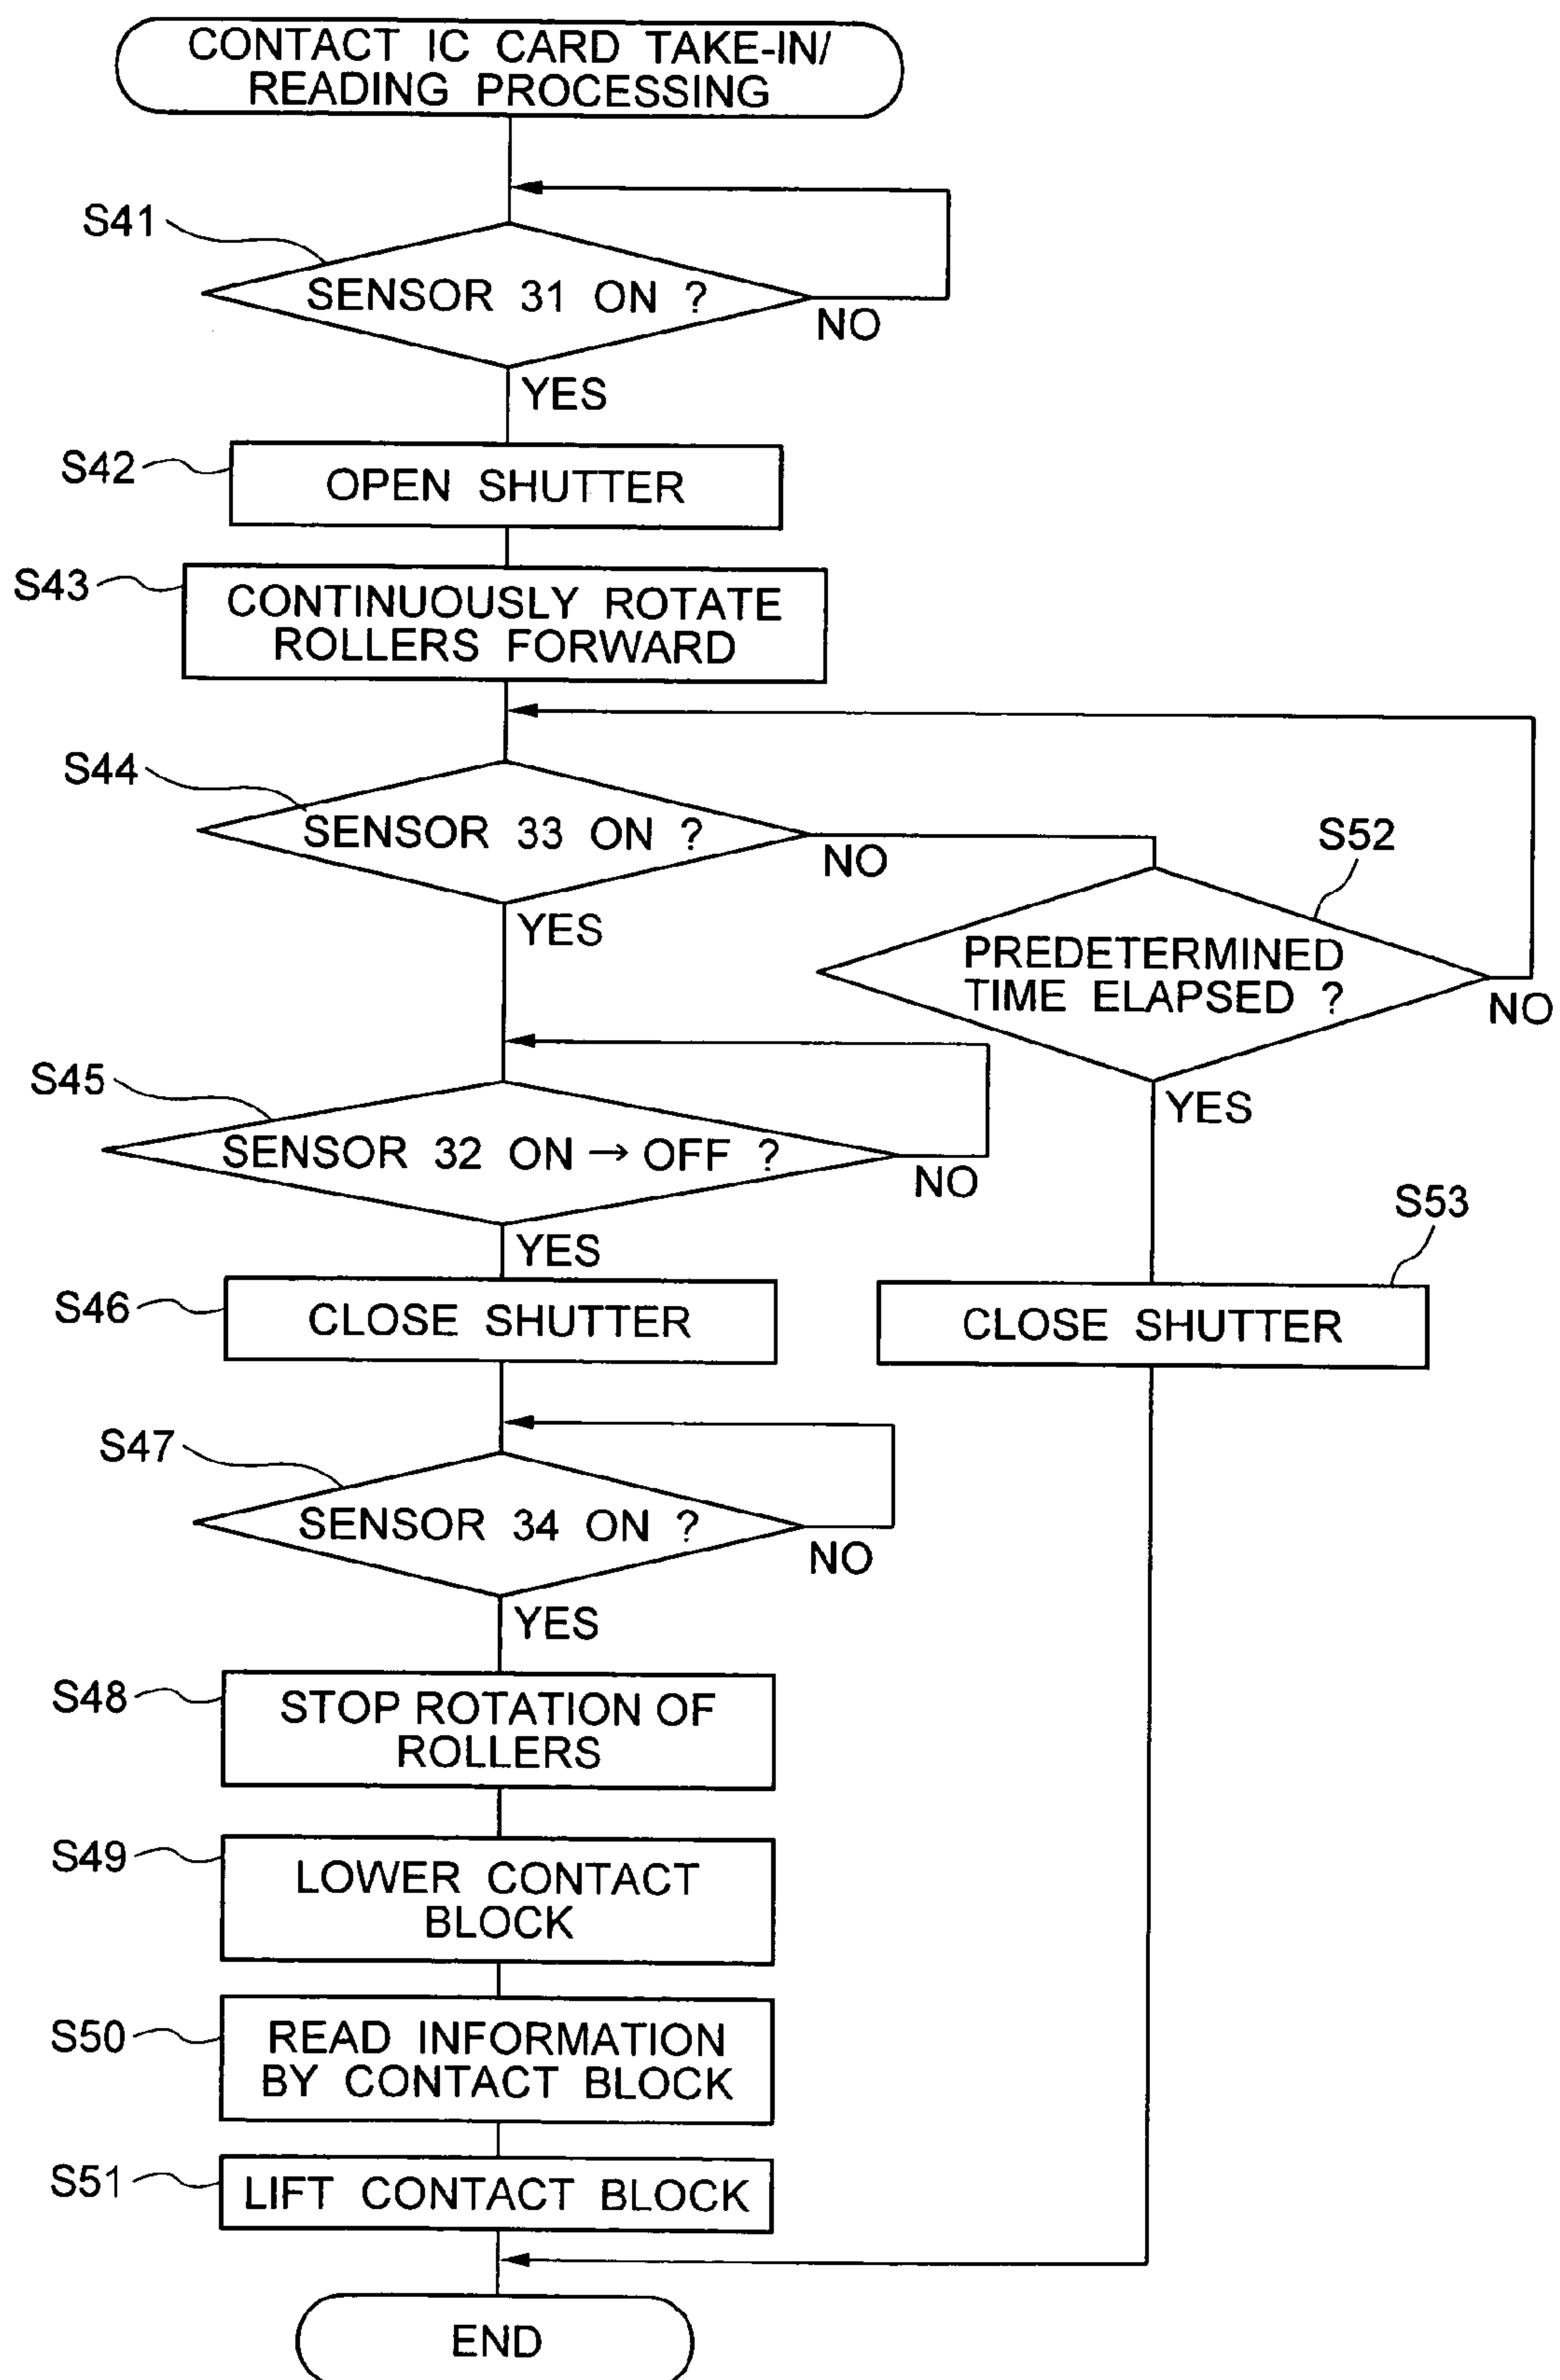 CONTACT IC CARD TAKE-IN/
READING PROCESSING
S41
SENSOR 31 ON ?
NO
YES
S42
OPEN SHUTTER
S43
CONTINUOUSLY ROTATE
ROLLERS FORWARD
S44
SENSOR 33 ON ?
NO
YES
S52
PREDETERMINED
TIME ELAPSED ?
NO
YES
S45
SENSOR 32 ON → OFF ?
NO
YES
S46
CLOSE SHUTTER
S53
CLOSE SHUTTER
S47
SENSOR 34 ON ?
NO
YES
S48
STOP ROTATION OF
ROLLERS
S49
LOWER CONTACT
BLOCK
S50
READ INFORMATION
BY CONTACT BLOCK
S51
LIFT CONTACT BLOCK
END